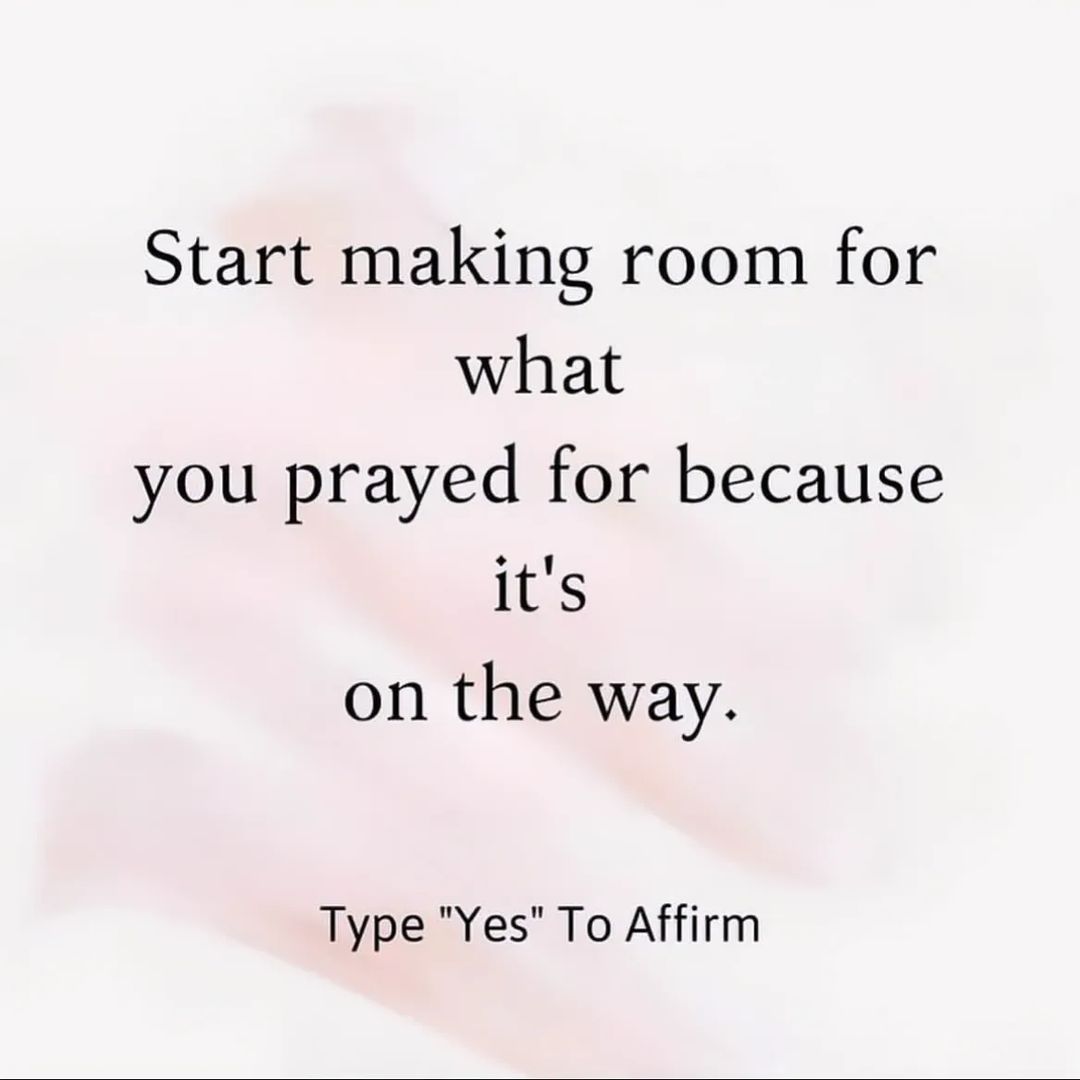 Start making room for
what
you prayed for because
it's
on the way.
Type "Yes" To Affirm